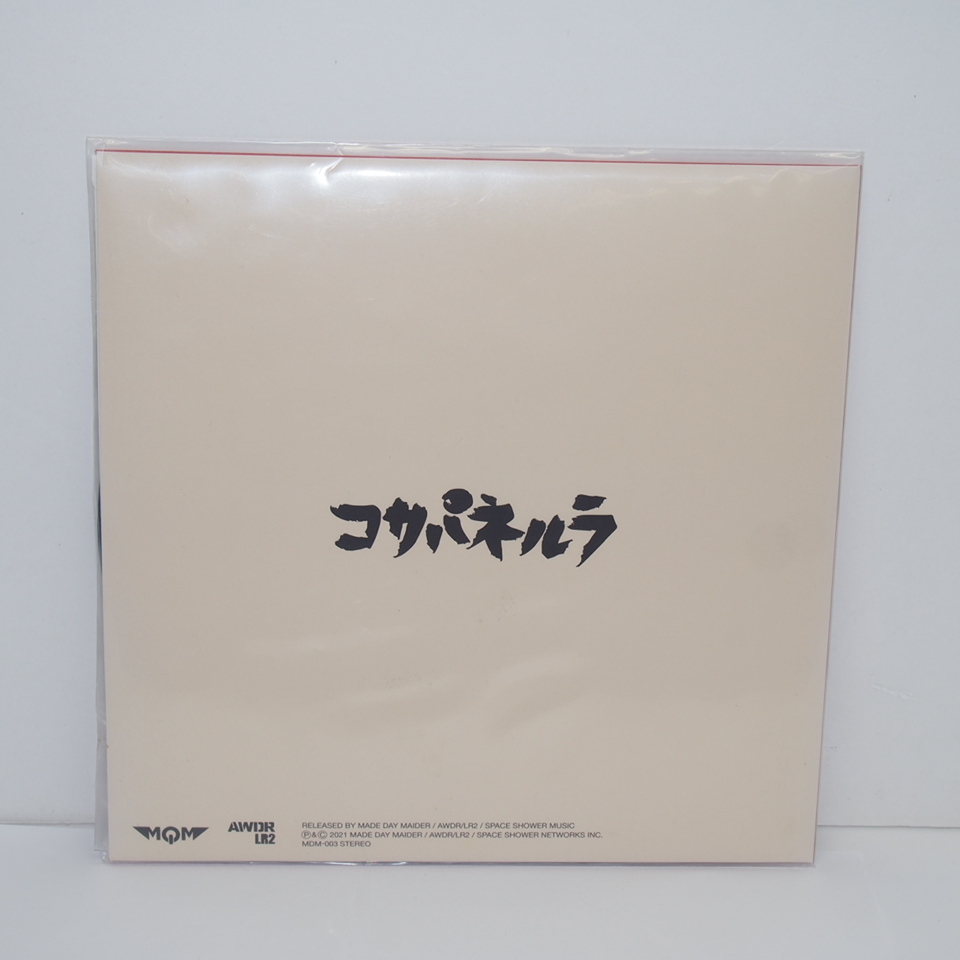 コサパネルラ
MQM
AWDR
LR2
RELEASED BY MADE DAY MAIDER / AWDR/LR2 / SPACE SHOWER MUSIC
Ⓟ&Ⓒ 2021 MADE DAY MAIDER / AWDR/LR2 / SPACE SHOWER NETWORKS INC.
MDM-003 STEREO